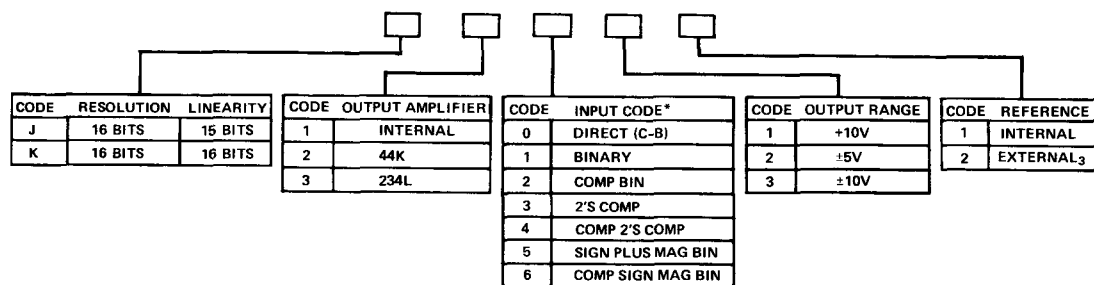 CODE RESOLUTION LINEARITY
J 16 BITS 15 BITS
K 16 BITS 16 BITS
CODE OUTPUT AMPLIFIER
1 INTERNAL
2 44K
3 234L
CODE INPUT CODE*
0 DIRECT (C-B)
1 BINARY
2 COMP BIN
3 2'S COMP
4 COMP 2'S COMP
5 SIGN PLUS MAG BIN
6 COMP SIGN MAG BIN
CODE OUTPUT RANGE
1 +10V
2 ±5V
3 ±10V
CODE REFERENCE
1 INTERNAL
2 EXTERNAL3